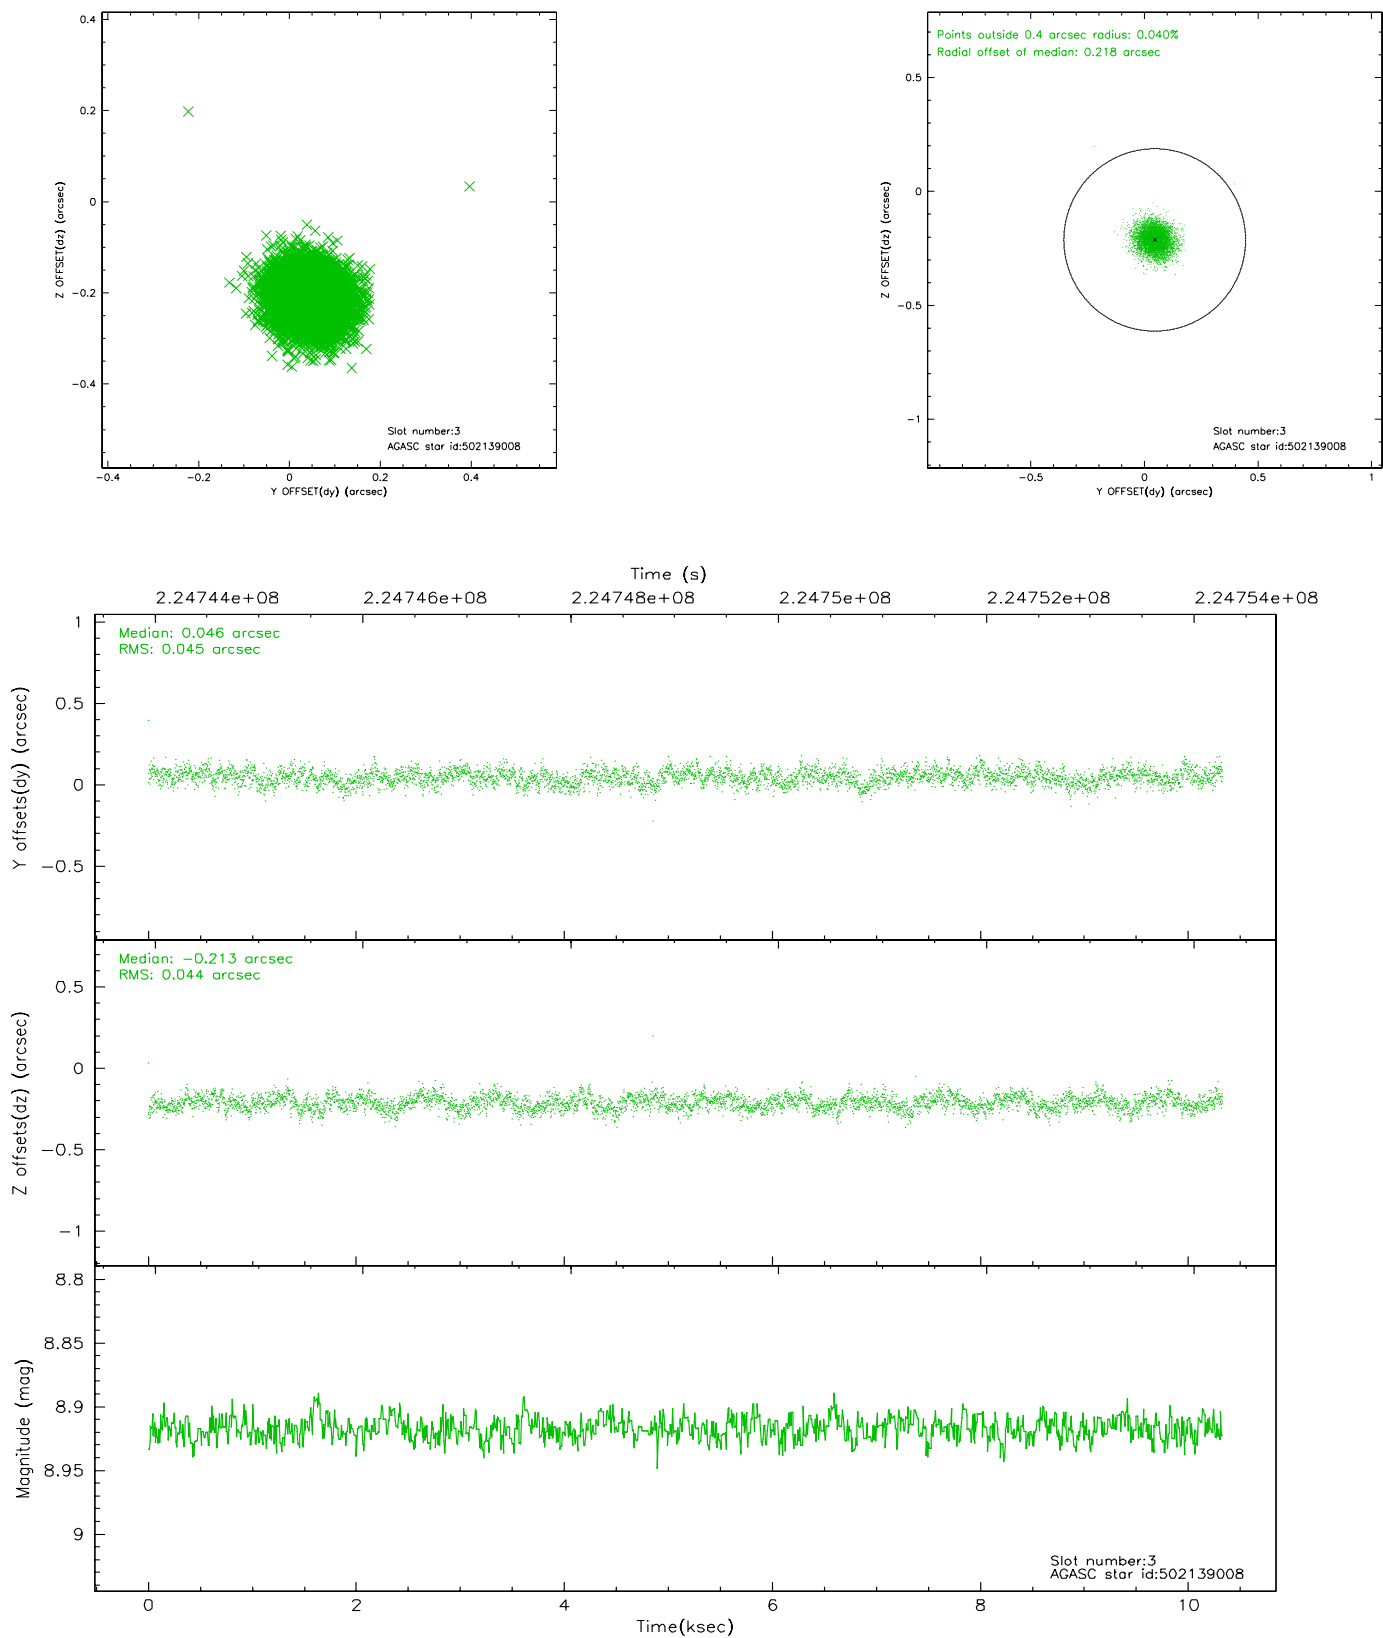 0.4
0.2
0
−0.2
−0.4
Z OFFSET(dz) (arcsec)
Slot number:3
AGASC star id:502139008
−0.4 −0.2 0 0.2 0.4
Y OFFSET(dy) (arcsec)
Points outside 0.4 arcsec radius: 0.040%
Radial offset of median: 0.218 arcsec
0.5
0
−0.5
−1
Z OFFSET(dz) (arcsec)
Slot number:3
AGASC star id:502139008
−0.5 0 0.5 1
Y OFFSET(dy) (arcsec)
Time (s)
2.24744e+08 2.24746e+08 2.24748e+08 2.2475e+08 2.24752e+08 2.24754e+08
Median: 0.046 arcsec
RMS: 0.045 arcsec
1
0.5
0
−0.5
Y offsets(dy) (arcsec)
Median: −0.213 arcsec
RMS: 0.044 arcsec
0.5
0
−0.5
−1
Z offsets(dz) (arcsec)
8.8
8.85
8.9
8.95
9
Magnitude (mag)
Slot number:3
AGASC star id:502139008
0 2 4 6 8 10
Time(ksec)